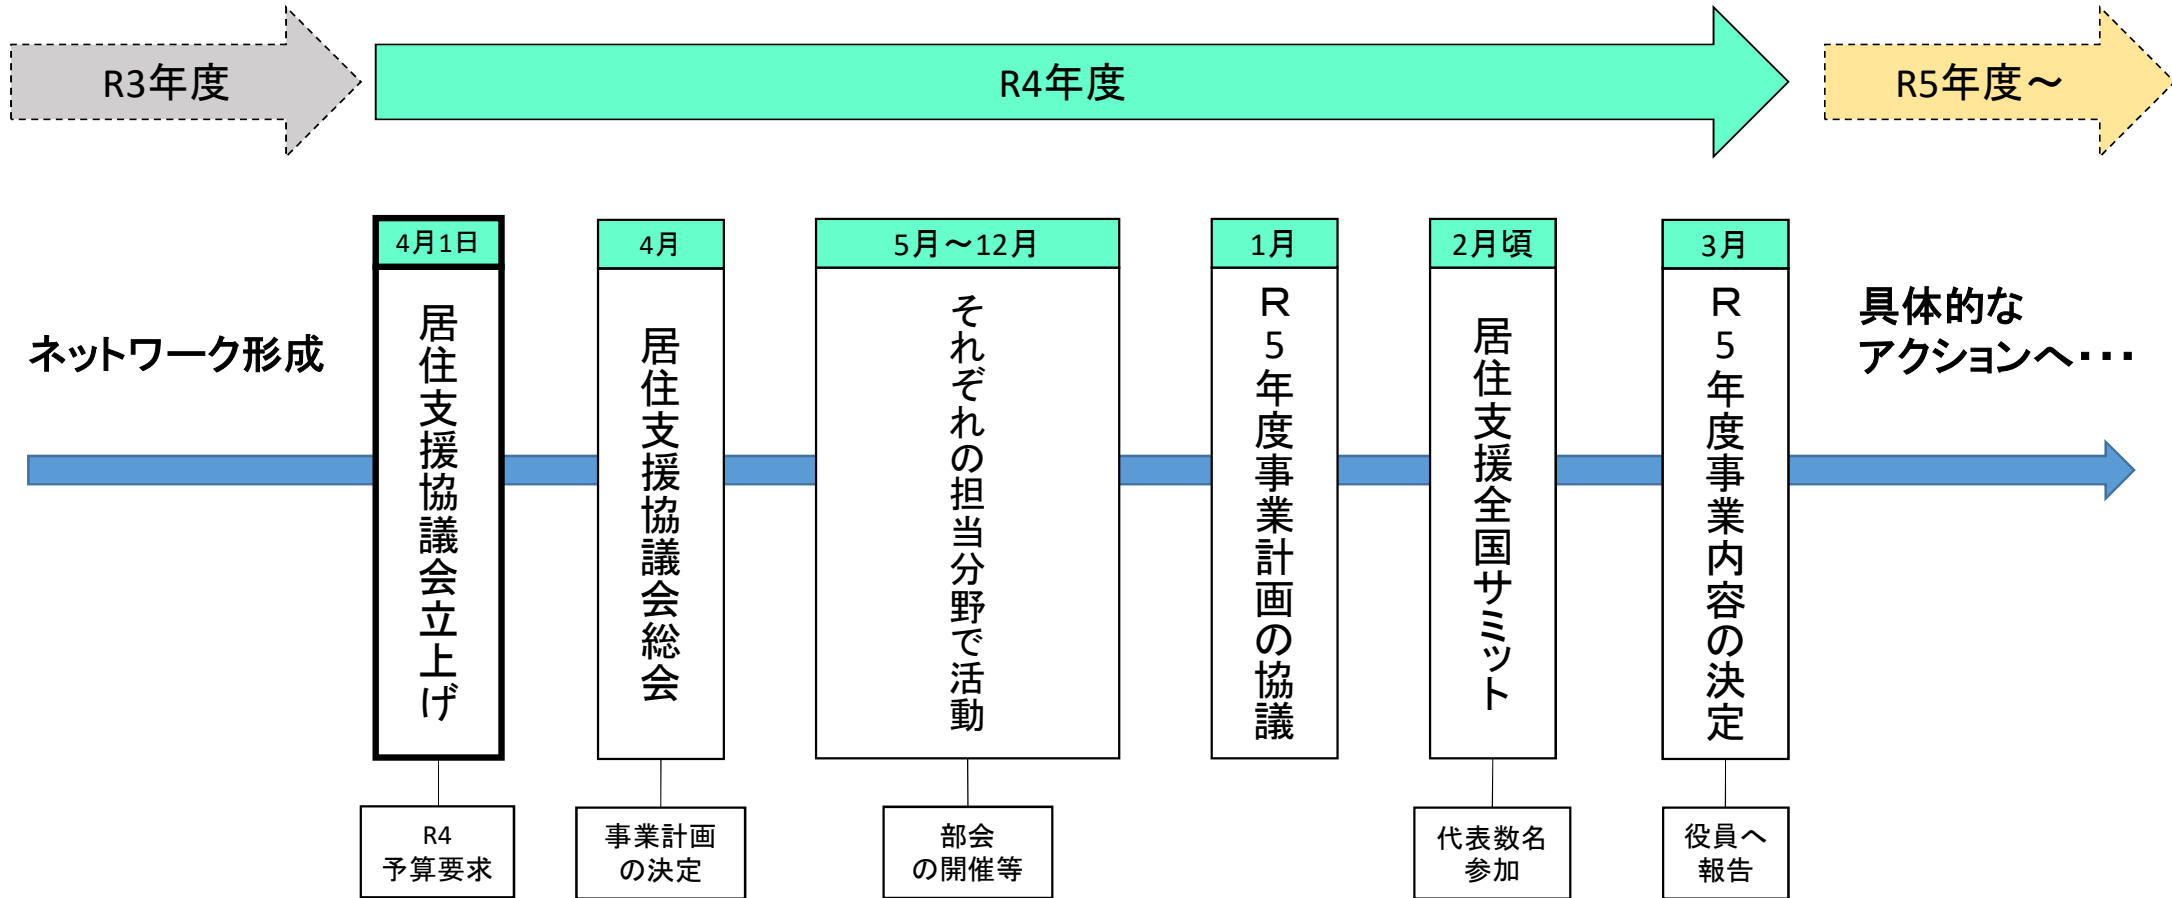 R3年度
R4年度
R5年度～
ネットワーク形成
4月1日
居住支援協議会立上げ
R4
予算要求
4月
居住支援協議会総会
事業計画
の決定
5月～12月
それぞれの担当分野で活動
部会
の開催等
1月
Ｒ５年度事業計画の協議
2月頃
居住支援全国サミット
代表数名
参加
3月
Ｒ５年度事業内容の決定
役員へ
報告
具体的な
アクションへ・・・